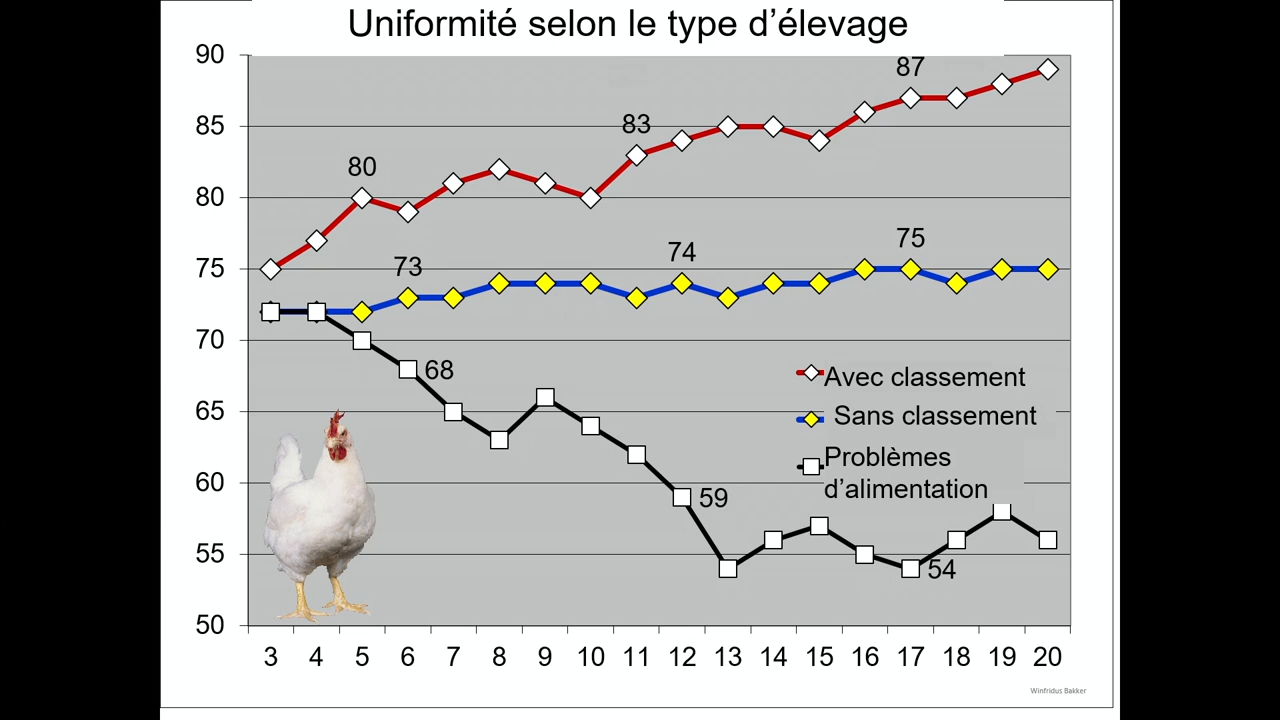 Uniformité selon le type d’élevage
90
87
85
83
80
80
75
75
74
73
70
68
Avec classement
Sans classement
65
Problèmes
d’alimentation
60
59
55
54
50
3 4 5 6 7 8 9 10 11 12 13 14 15 16 17 18 19 20
Winfridus Bakker